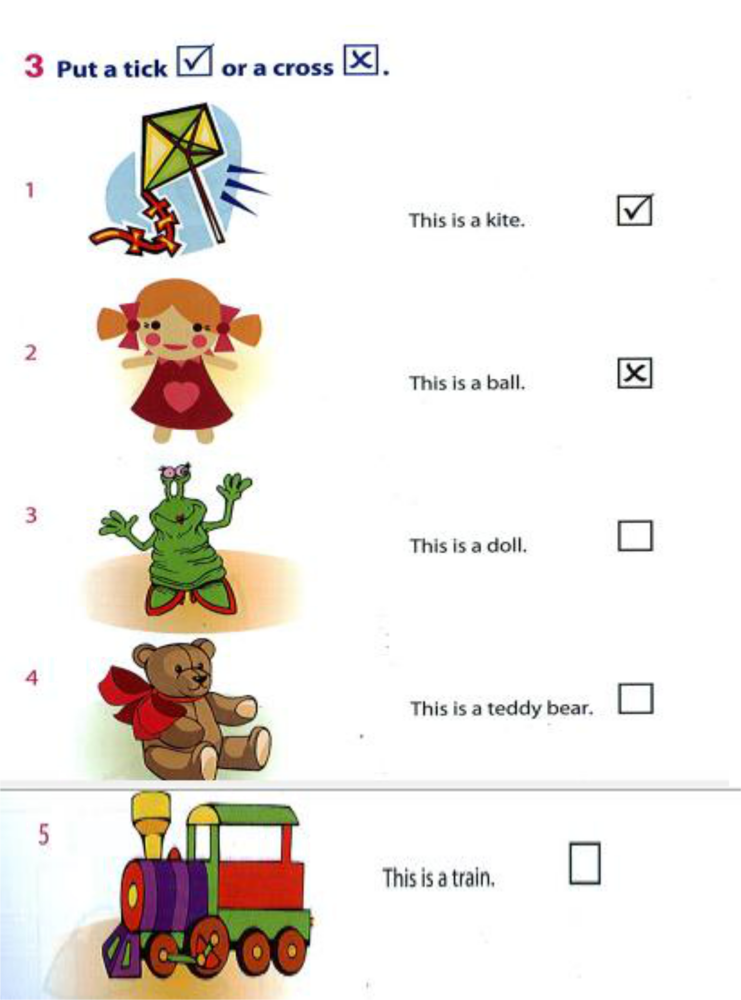 3 Put a tick ✓ or a cross ✗.
1
This is a kite. ✓
2
This is a ball. ✗
3
This is a doll.
4
This is a teddy bear.
5
This is a train.